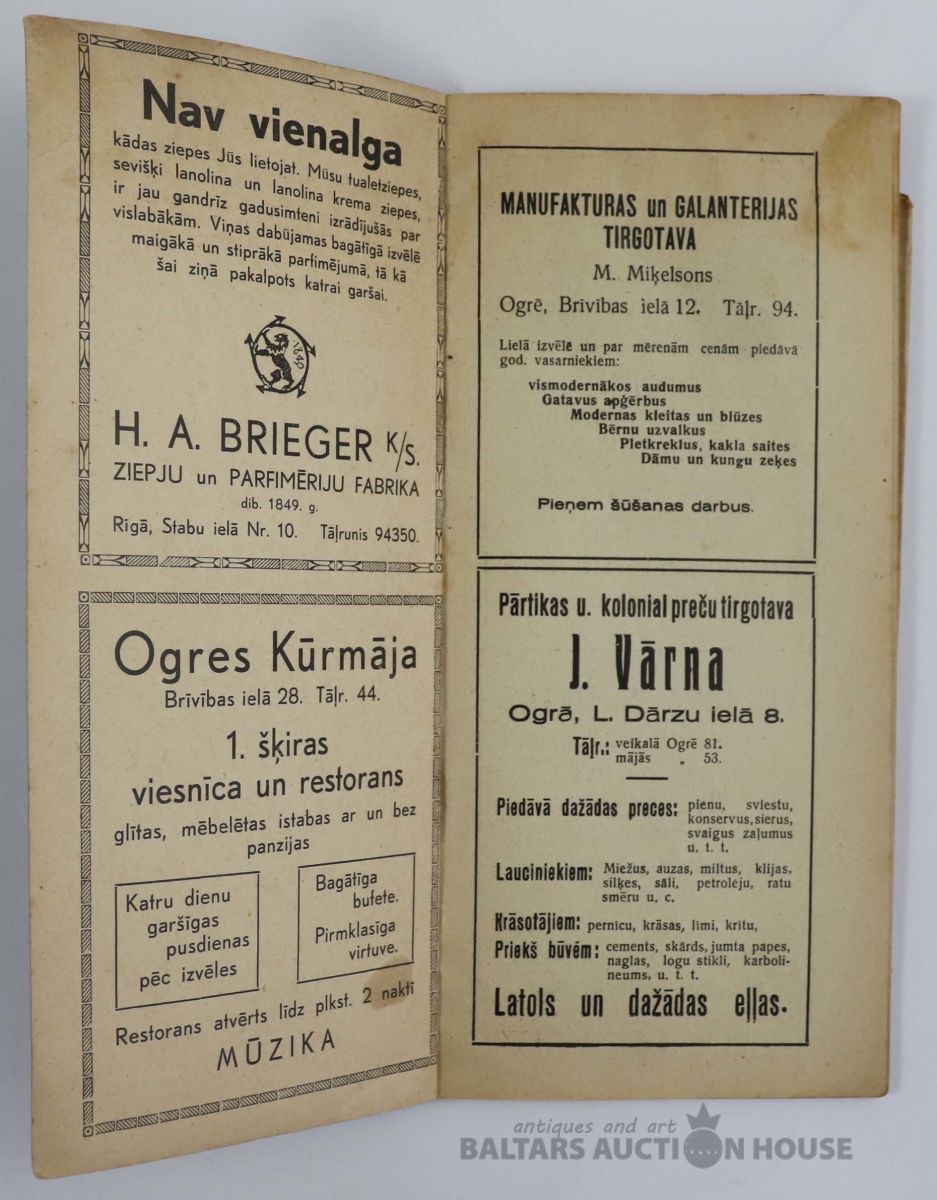 Nav vienalga
kādas ziepes Jūs lietojat. Mūsu tualetziepes,
sevišķi lanolina un lanolina krema ziepes,
ir jau gandrīz gadusimteni izrādījušās par
vislabākām. Viņas dabūjamas bagātīgā izvēlē
maigākā un stiprākā parfimējumā, tā kā
šai ziņā pakalpots katrai garšai.
1849
H. A. BRIEGER K/S.
ZIEPJU un PARFIMĒRIJU FABRIKA
dib. 1849. g.
Rīgā, Stabu ielā Nr. 10. Tāļrunis 94350.
Ogres Kūrmāja
Brīvības ielā 28. Tāļr. 44.
1. šķiras
viesnīca un restorans
glītas, mēbelētas istabas ar un bez
panzijas
Katru dienu
garšīgas
pusdienas
pēc izvēles
Bagātīga
bufete.
Pirmklasīga
virtuve.
Restorans atvērts līdz plkst. 2 naktī
MŪZIKA
MANUFAKTURAS un GALANTERIJAS
TIRGOTAVA
M. Miķelsons
Ogrē, Brīvības ielā 12. Tāļr. 94.
Lielā izvēlē un par mērenām cenām piedāvā
god. vasarniekiem:
vismodernākos audumus
Gatavus apģērbus
Modernas kleitas un blūzes
Bērnu uzvalkus
Pletkreklus, kakla saites
Dāmu un kungu zeķes
Pieņem šūšanas darbus.
Pārtikas u. kolonial preču tirgotava
J. Vārna
Ogrā, L. Dārzu ielā 8.
Tāļr.: veikalā Ogrē 81.
mājās „ 53.
Piedāvā dažādas preces: pienu, sviestu,
konservus, sierus,
svaigus zaļumus
u. t. t.
Lauciniekiem: Miežus, auzas, miltus, klijas,
siļķes, sāli, petroleju, ratu
smēru u. c.
Krāsotājiem: pernicu, krāsas, līmi, krītu,
Priekš būvēm: cements, skārds, jumta papes,
naglas, logu stikli, karboli-
neums, u. t. t.
Latols un dažādas eļļas.
antiques and art
BALTARS AUCTION HOUSE